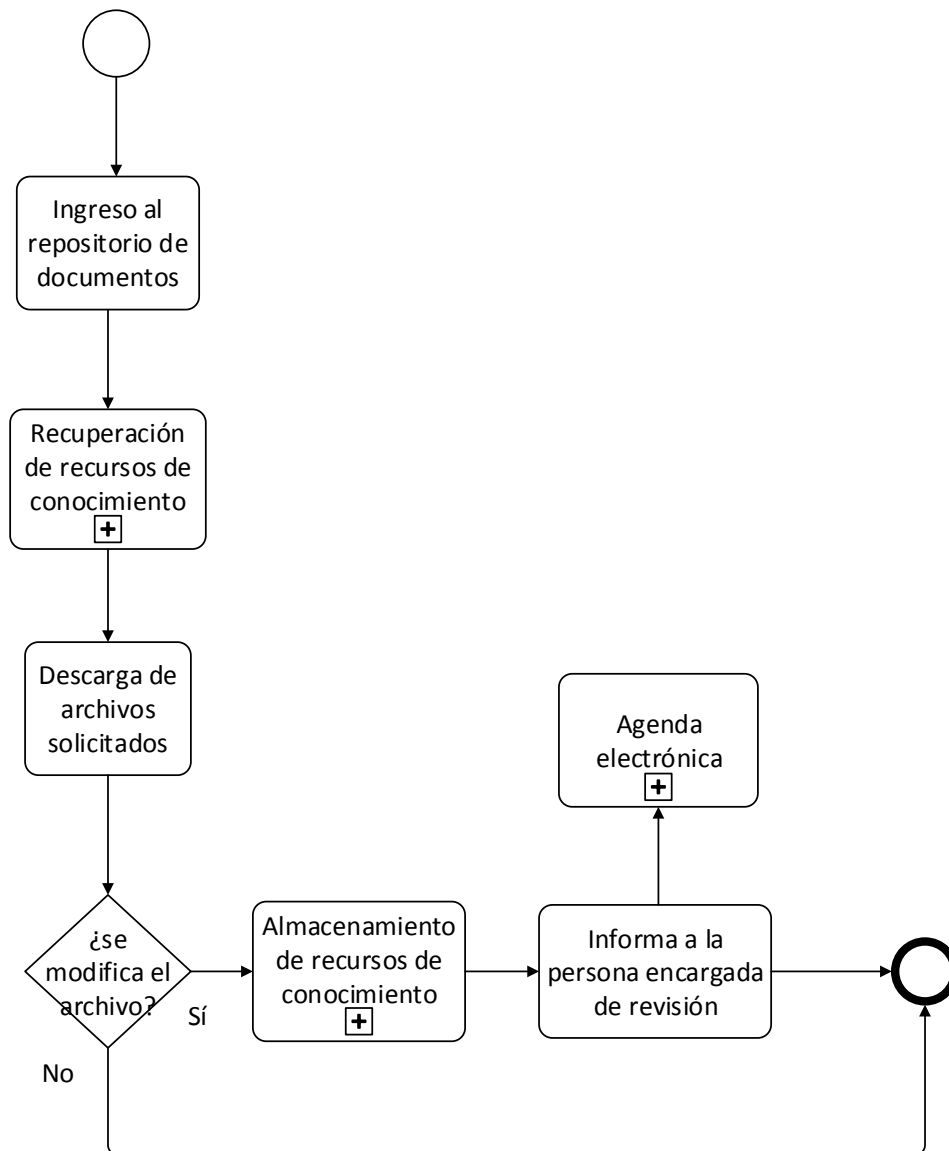 Ingreso al
repositorio de
documentos
Recuperación
de recursos de
conocimiento
Descarga de
archivos
solicitados
Agenda
electrónica
¿se
modifica el
archivo?
Sí
No
Almacenamiento
de recursos de
conocimiento
Informa a la
persona encargada
de revisión